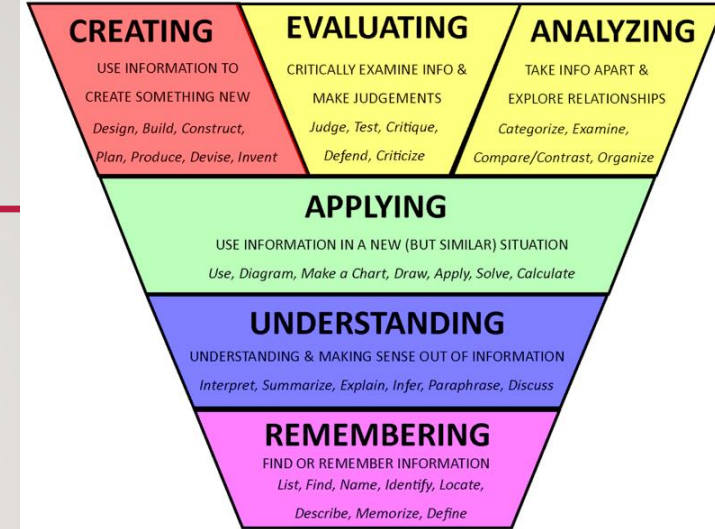 CREATING
USE INFORMATION TO
CREATE SOMETHING NEW
Design, Build, Construct,
Plan, Produce, Devise, Invent
EVALUATING
CRITICALLY EXAMINE INFO &
MAKE JUDGEMENTS
Judge, Test, Critique,
Defend, Criticize
ANALYZING
TAKE INFO APART &
EXPLORE RELATIONSHIPS
Categorize, Examine,
Compare/Contrast, Organize
APPLYING
USE INFORMATION IN A NEW (BUT SIMILAR) SITUATION
Use, Diagram, Make a Chart, Draw, Apply, Solve, Calculate
UNDERSTANDING
UNDERSTANDING & MAKING SENSE OUT OF INFORMATION
Interpret, Summarize, Explain, Infer, Paraphrase, Discuss
REMEMBERING
FIND OR REMEMBER INFORMATION
List, Find, Name, Identify, Locate,
Describe, Memorize, Define